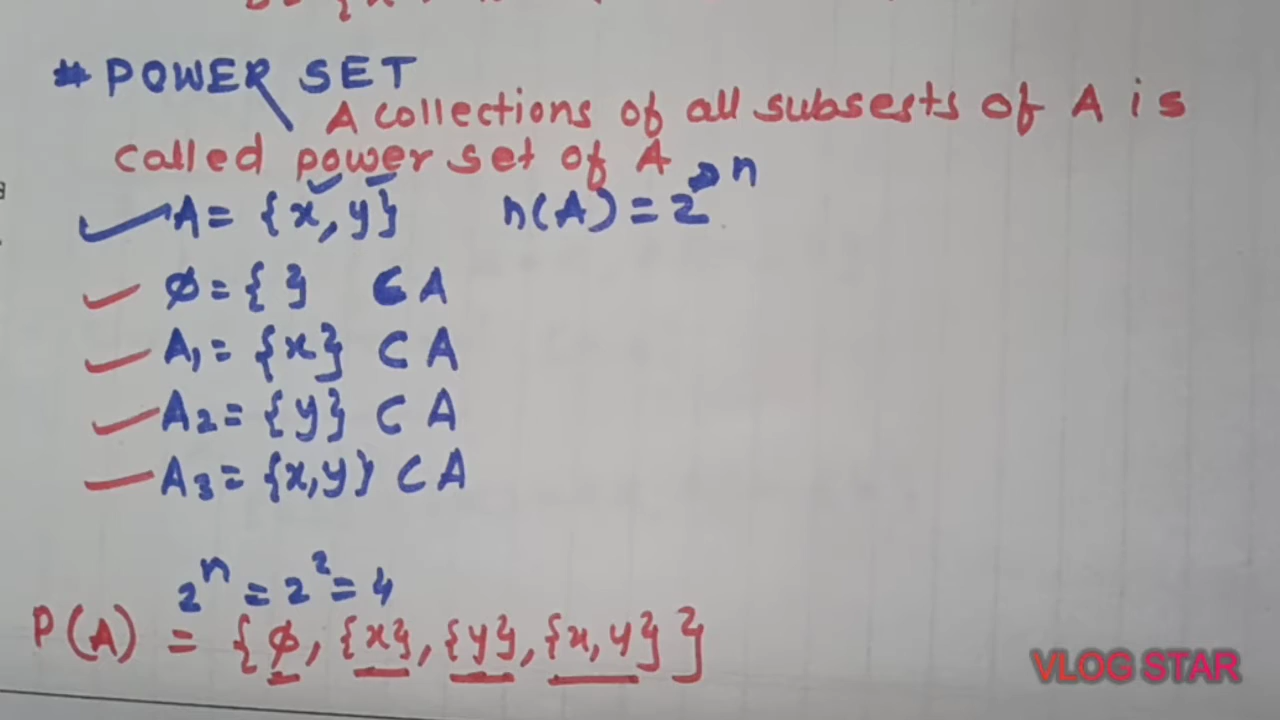 # POWER SET
A collections of all subsests of A is
called power set of A
A = {x, y} n(A) = 2 → n
∅ = { } ⊂ A
A₁ = {x} ⊂ A
A₂ = {y} ⊂ A
A₃ = {x,y} ⊂ A
2ⁿ = 2² = 4
P(A) = {∅, {x}, {y}, {x, y}}
VLOG STAR